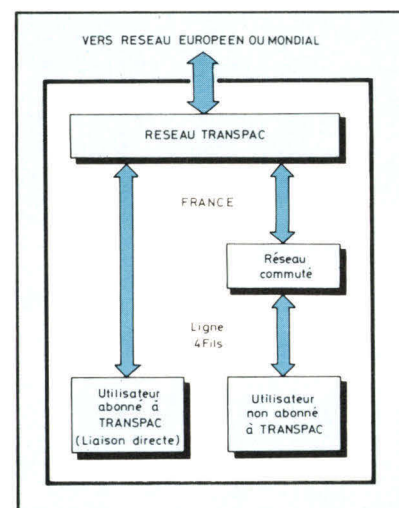 VERS RESEAU EUROPEEN OU MONDIAL
RESEAU TRANSPAC
FRANCE
Réseau
commuté
Ligne
4Fils
Utilisateur
abonné à
TRANSPAC
(Liaison directe)
Utilisateur
non abonné
à TRANSPAC